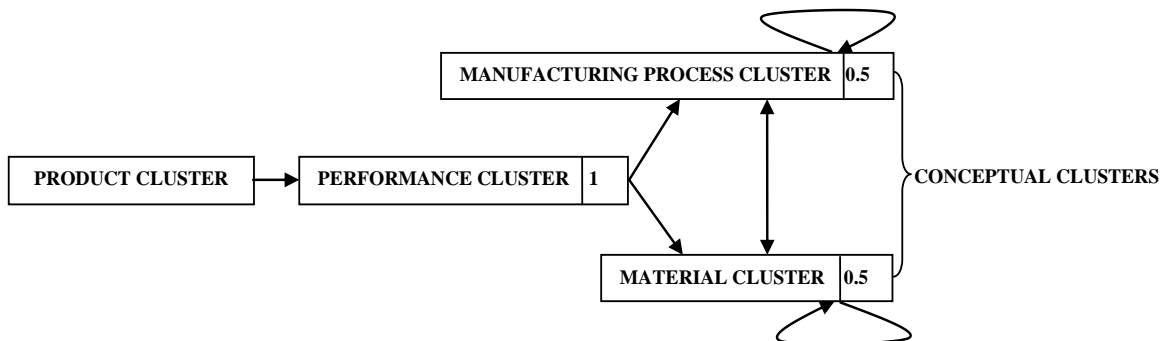 MANUFACTURING PROCESS CLUSTER 0.5
PRODUCT CLUSTER
PERFORMANCE CLUSTER 1
CONCEPTUAL CLUSTERS
MATERIAL CLUSTER 0.5